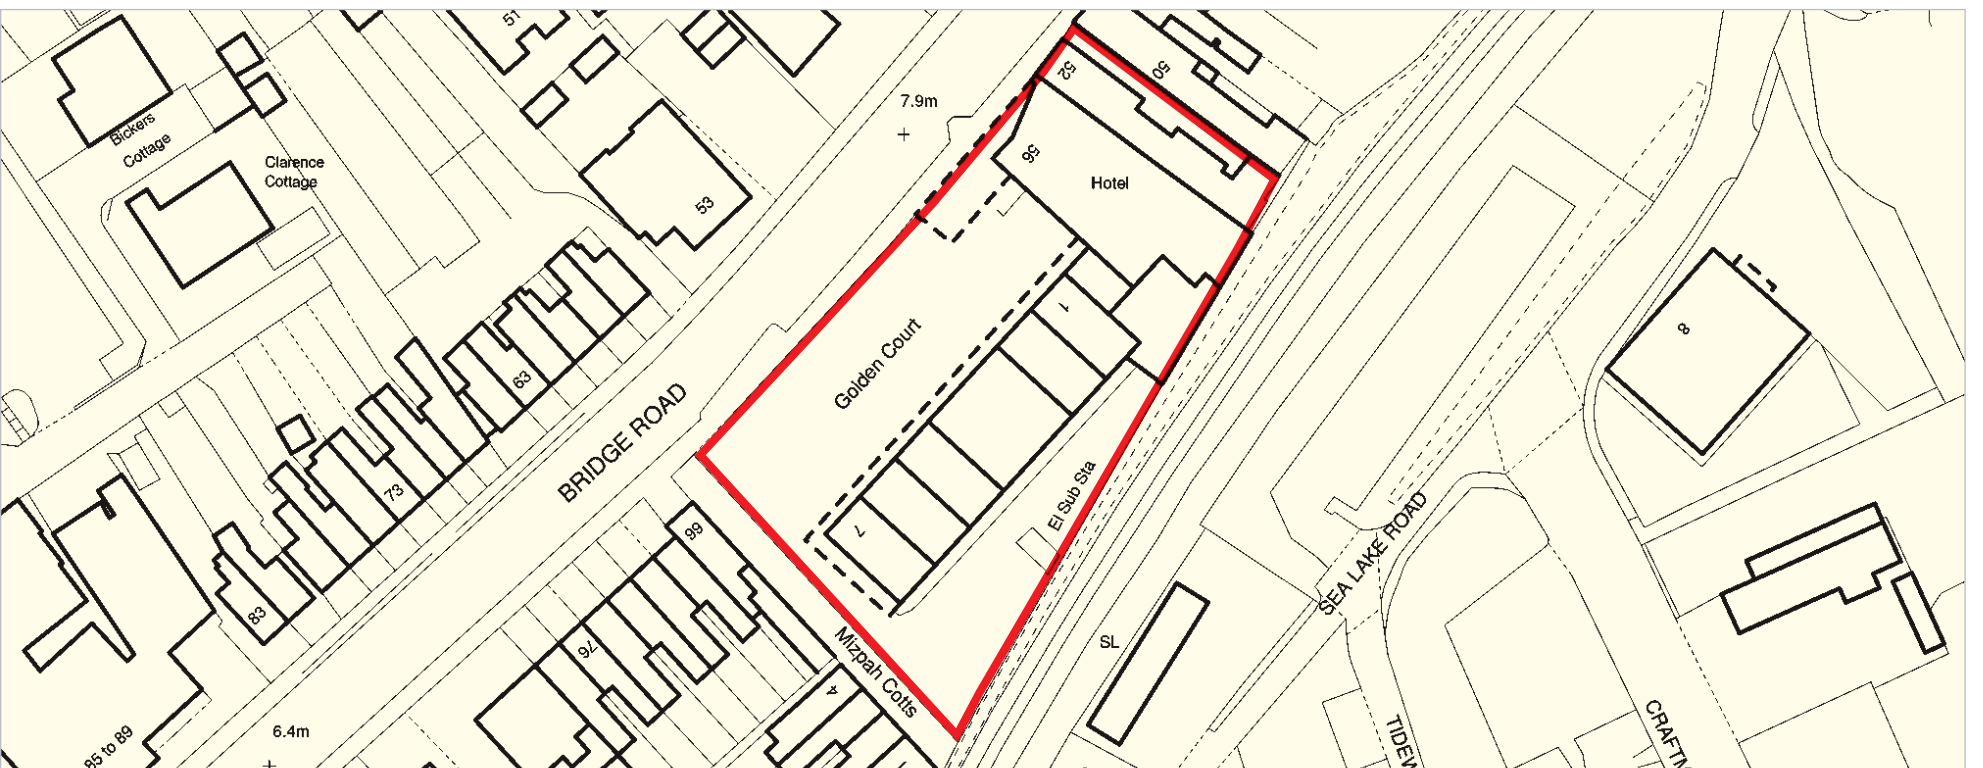 51
52
50
7.9m
Bickers
Cottage
Clarence
Cottage
56
Hotel
53
1
8
Golden Court
63
BRIDGE ROAD
73
El Sub Sta
SEA LAKE ROAD
66
7
83
76
Mizpah Cotts
SL
4
6.4m
85 to 89
TIDEW
CRAFTM